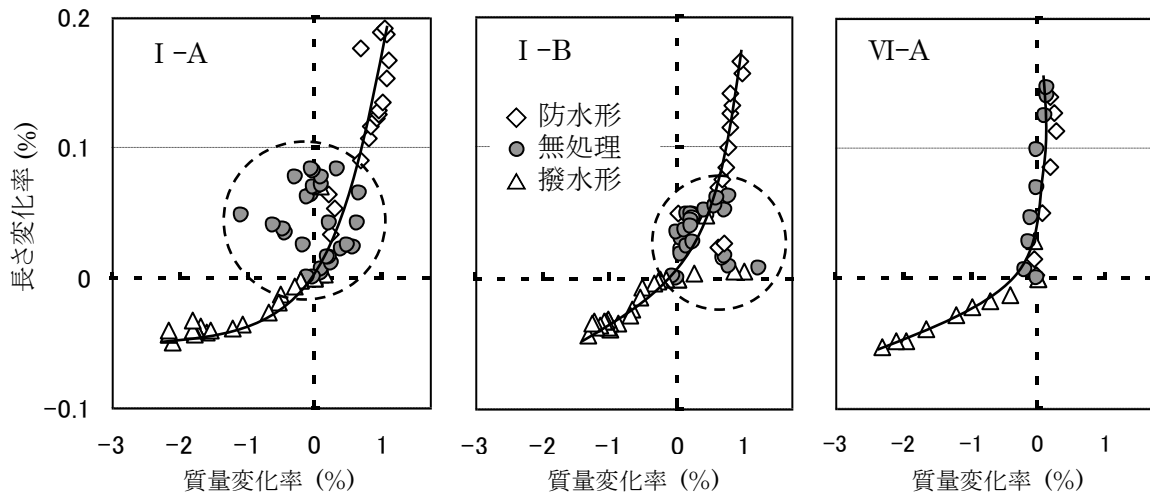 0.2
0.1
0
−0.1
長さ変化率 (%)
Ⅰ−A
Ⅰ−B
Ⅵ−A
防水形
無処理
撥水形
−3 −2 −1 0 1
−3 −2 −1 0 1
−3 −2 −1 0 1
質量変化率 (%)
質量変化率 (%)
質量変化率 (%)